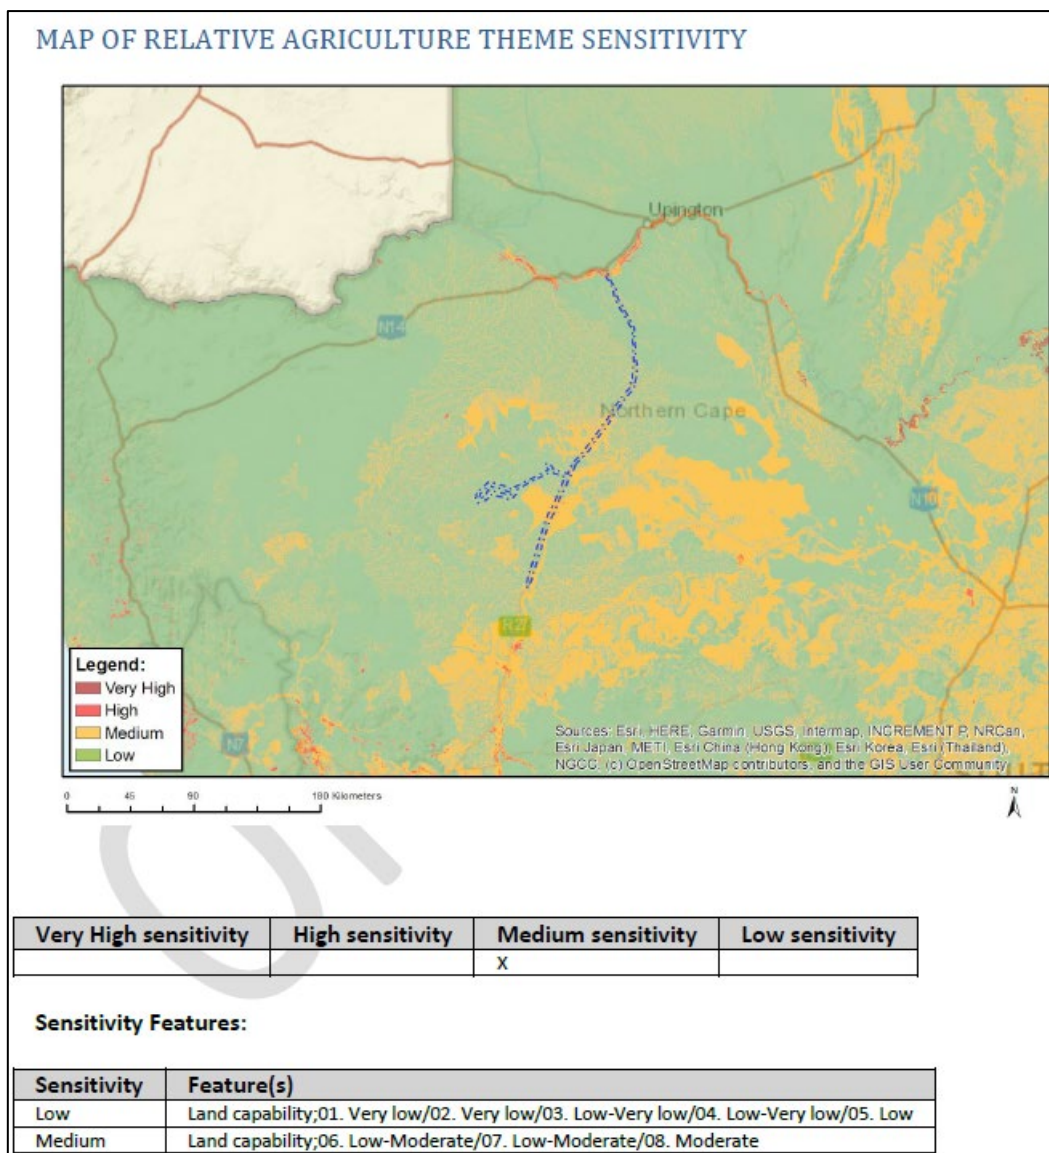 MAP OF RELATIVE AGRICULTURE THEME SENSITIVITY
Upington
N14
Northern Cape
N10
R27
Legend:
Very High
High
Medium
Low
N7
Sources: Esri, HERE, Garmin, USGS, Intermap, INCREMENT P, NRCan,
Esri Japan, METI, Esri China (Hong Kong), Esri Korea, Esri (Thailand),
NGCC, (c) OpenStreetMap contributors, and the GIS User Community
0 45 90 180 Kilometers
N
Very High sensitivity High sensitivity Medium sensitivity Low sensitivity
X
Sensitivity Features:
Sensitivity Feature(s)
Low Land capability;01. Very low/02. Very low/03. Low-Very low/04. Low-Very low/05. Low
Medium Land capability;06. Low-Moderate/07. Low-Moderate/08. Moderate